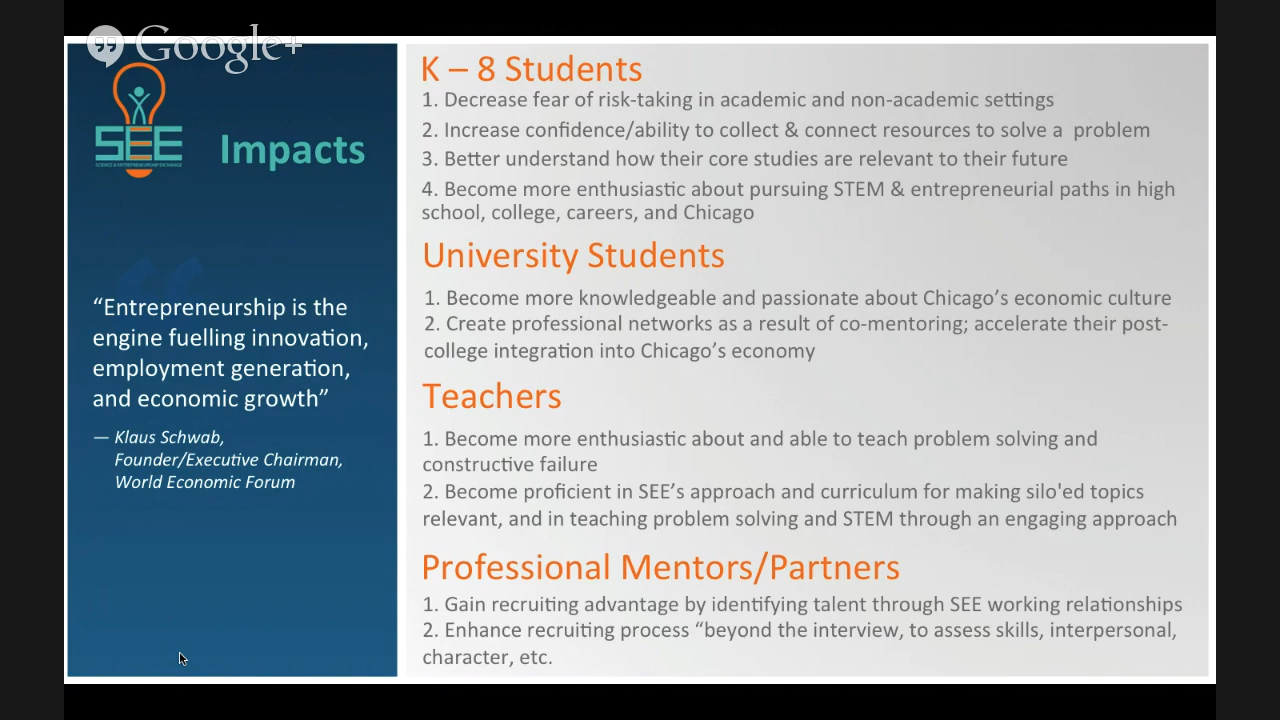 Google+
SEE
SCIENCE & ENTREPRENEURSHIP EXCHANGE
Impacts
“Entrepreneurship is the
engine fuelling innovation,
employment generation,
and economic growth”
— Klaus Schwab,
Founder/Executive Chairman,
World Economic Forum
K – 8 Students
1. Decrease fear of risk-taking in academic and non-academic settings
2. Increase confidence/ability to collect & connect resources to solve a  problem
3. Better understand how their core studies are relevant to their future
4. Become more enthusiastic about pursuing STEM & entrepreneurial paths in high
school, college, careers, and Chicago
University Students
1. Become more knowledgeable and passionate about Chicago’s economic culture
2. Create professional networks as a result of co-mentoring; accelerate their post-
college integration into Chicago’s economy
Teachers
1. Become more enthusiastic about and able to teach problem solving and
constructive failure
2. Become proficient in SEE’s approach and curriculum for making silo'ed topics
relevant, and in teaching problem solving and STEM through an engaging approach
Professional Mentors/Partners
1. Gain recruiting advantage by identifying talent through SEE working relationships
2. Enhance recruiting process “beyond the interview, to assess skills, interpersonal,
character, etc.